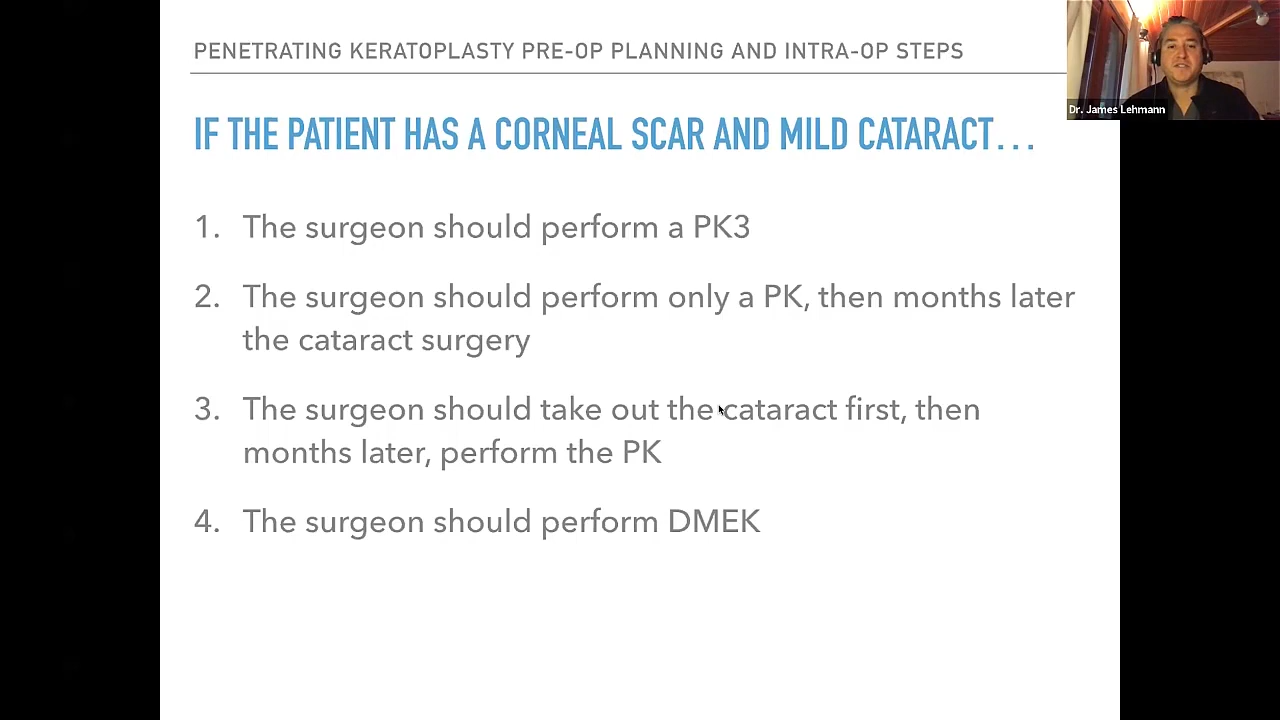 PENETRATING KERATOPLASTY PRE-OP PLANNING AND INTRA-OP STEPS
Dr. James Lehmann
IF THE PATIENT HAS A CORNEAL SCAR AND MILD CATARACT...
1. The surgeon should perform a PK3
2. The surgeon should perform only a PK, then months later
the cataract surgery
3. The surgeon should take out the cataract first, then
months later, perform the PK
4. The surgeon should perform DMEK